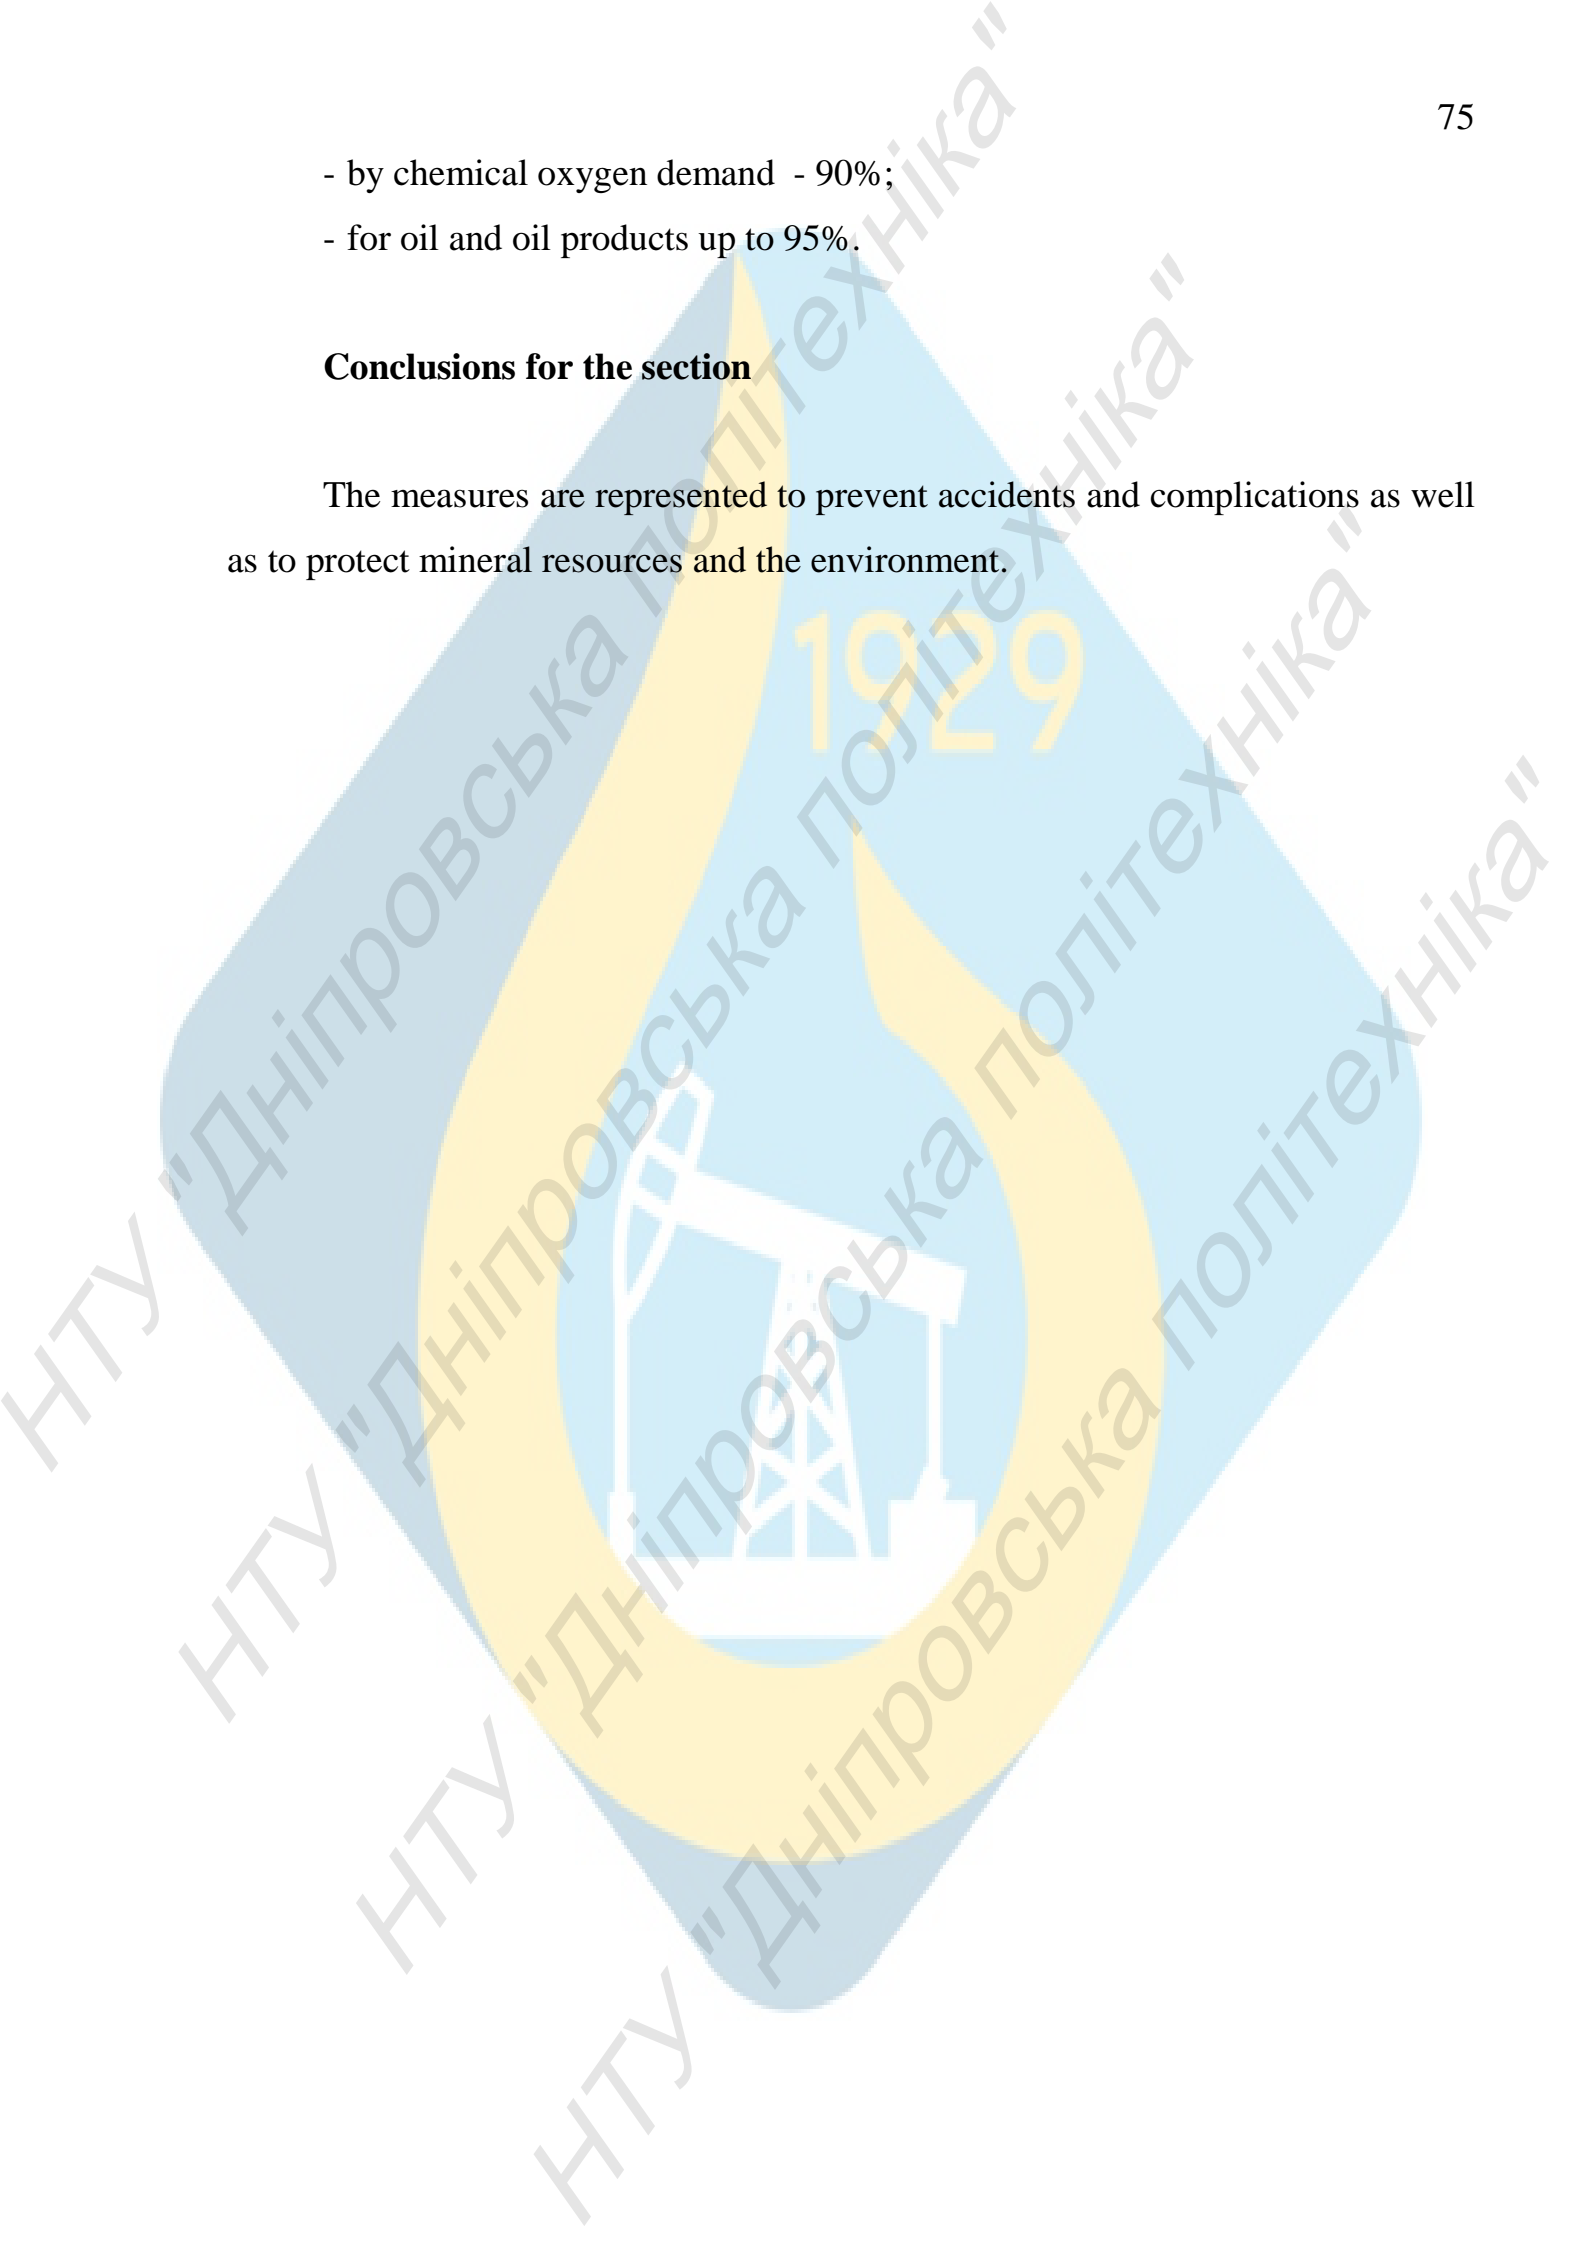 75
- by chemical oxygen demand - 90%;
- for oil and oil products up to 95%.
Conclusions for the section
The measures are represented to prevent accidents and complications as well
as to protect mineral resources and the environment.
1929
НТУ "Дніпровська політехніка"
НТУ "Дніпровська політехніка"
НТУ "Дніпровська політехніка"
НТУ "Дніпровська політехніка"